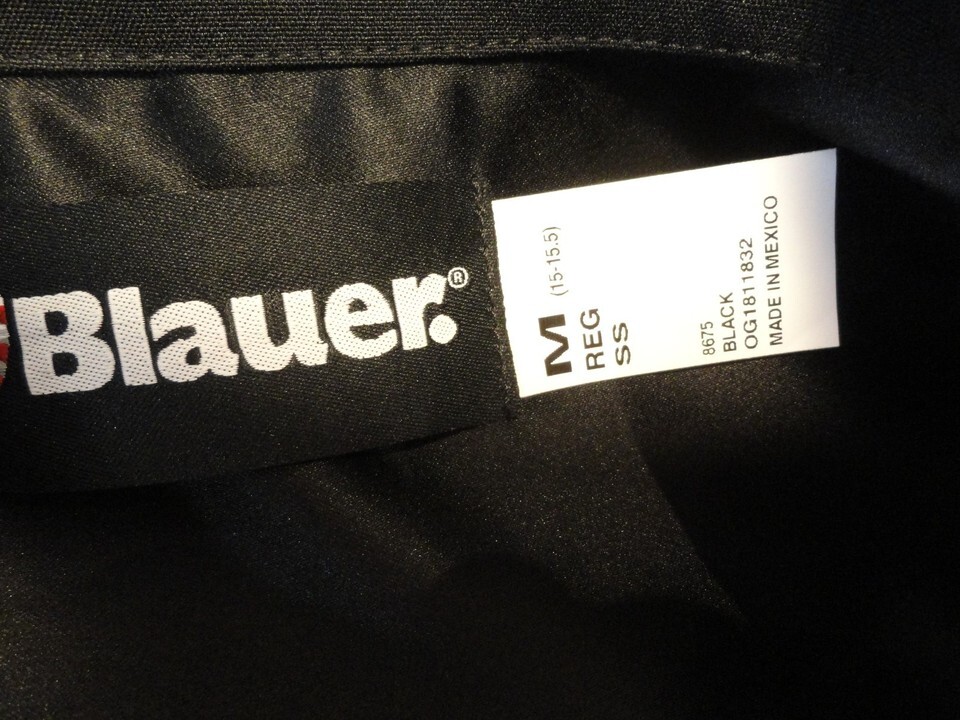 Blauer.®
M (15-15.5)
REG
SS
8675
BLACK
OG1811832
MADE IN MEXICO